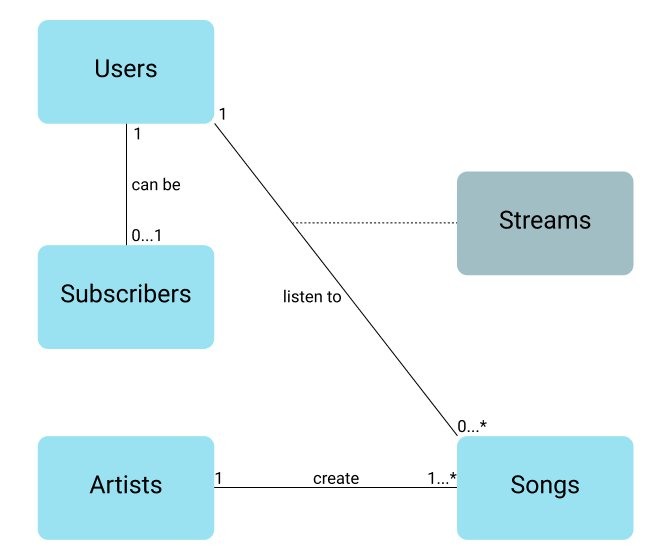 Users
1
1
can be
0...1
Streams
Subscribers
listen to
0...*
Artists
1
create
1...*
Songs